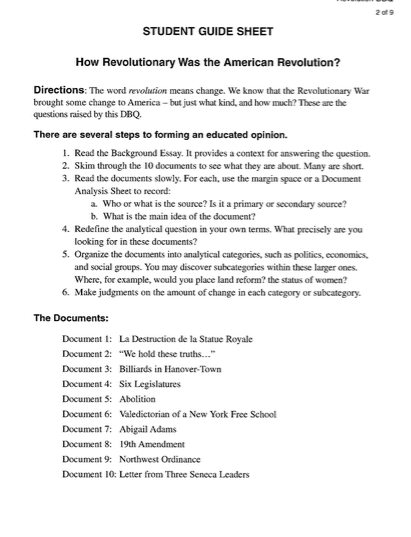 Revolution DBQ
2 of 9
STUDENT GUIDE SHEET
How Revolutionary Was the American Revolution?
Directions: The word revolution means change. We know that the Revolutionary War
brought some change to America – but just what kind, and how much? These are the
questions raised by this DBQ.
There are several steps to forming an educated opinion.
1. Read the Background Essay. It provides a context for answering the question.
2. Skim through the 10 documents to see what they are about. Many are short.
3. Read the documents slowly. For each, use the margin space or a Document
Analysis Sheet to record:
a. Who or what is the source? Is it a primary or secondary source?
b. What is the main idea of the document?
4. Redefine the analytical question in your own terms. What precisely are you
looking for in these documents?
5. Organize the documents into analytical categories, such as politics, economics,
and social groups. You may discover subcategories within these larger ones.
Where, for example, would you place land reform? the status of women?
6. Make judgments on the amount of change in each category or subcategory.
The Documents:
Document 1: La Destruction de la Statue Royale
Document 2: “We hold these truths…”
Document 3: Billiards in Hanover-Town
Document 4: Six Legislatures
Document 5: Abolition
Document 6: Valedictorian of a New York Free School
Document 7: Abigail Adams
Document 8: 19th Amendment
Document 9: Northwest Ordinance
Document 10: Letter from Three Seneca Leaders